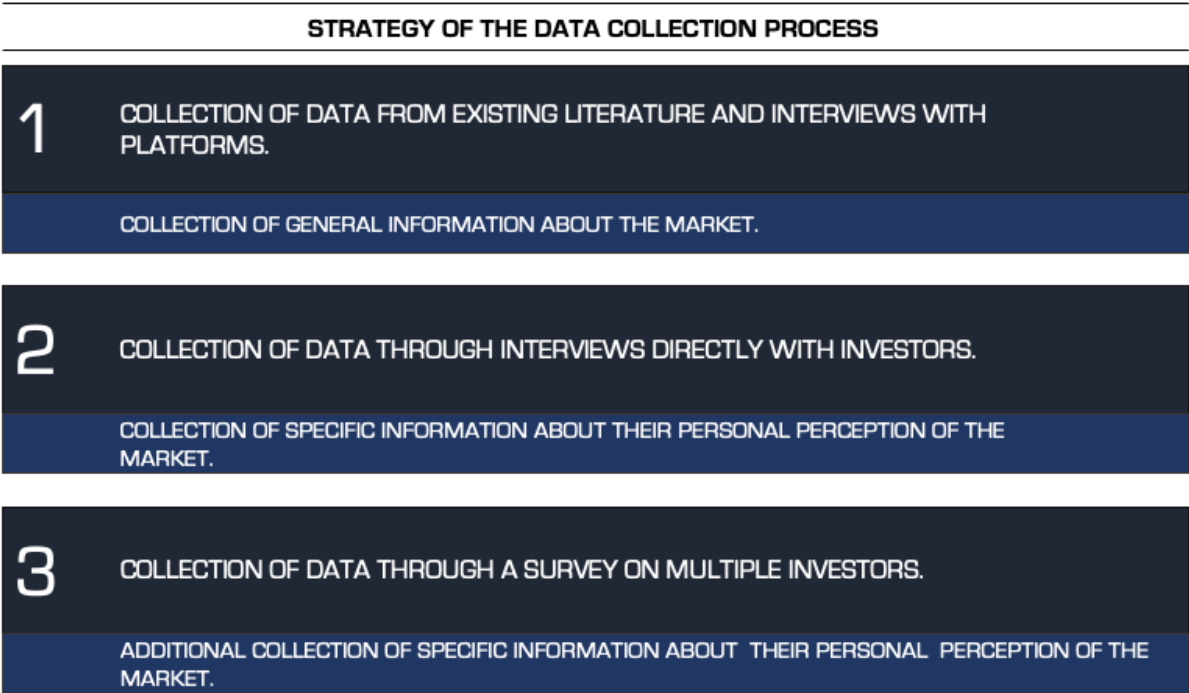 STRATEGY OF THE DATA COLLECTION PROCESS
1
COLLECTION OF DATA FROM EXISTING LITERATURE AND INTERVIEWS WITH
PLATFORMS.
COLLECTION OF GENERAL INFORMATION ABOUT THE MARKET.
2
COLLECTION OF DATA THROUGH INTERVIEWS DIRECTLY WITH INVESTORS.
COLLECTION OF SPECIFIC INFORMATION ABOUT THEIR PERSONAL PERCEPTION OF THE
MARKET.
3
COLLECTION OF DATA THROUGH A SURVEY ON MULTIPLE INVESTORS.
ADDITIONAL COLLECTION OF SPECIFIC INFORMATION ABOUT THEIR PERSONAL PERCEPTION OF THE
MARKET.